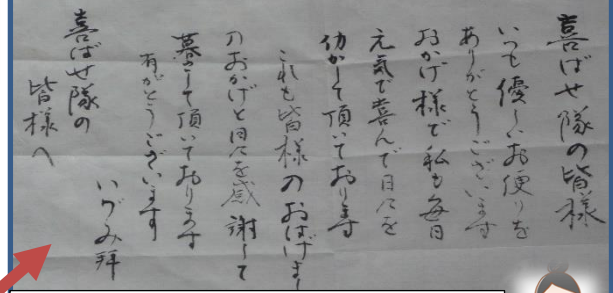 喜ばせ隊の皆様
いつも優しいお便りを
ありがとうございます
おかげ様で私も毎日
元気で喜んで日々を
働かして頂いております
これも皆様のおばげまし
のおかげと日々を感謝して
暮して頂いております
有がとうございます
いづみ拝
喜ばせ隊の
皆様へ